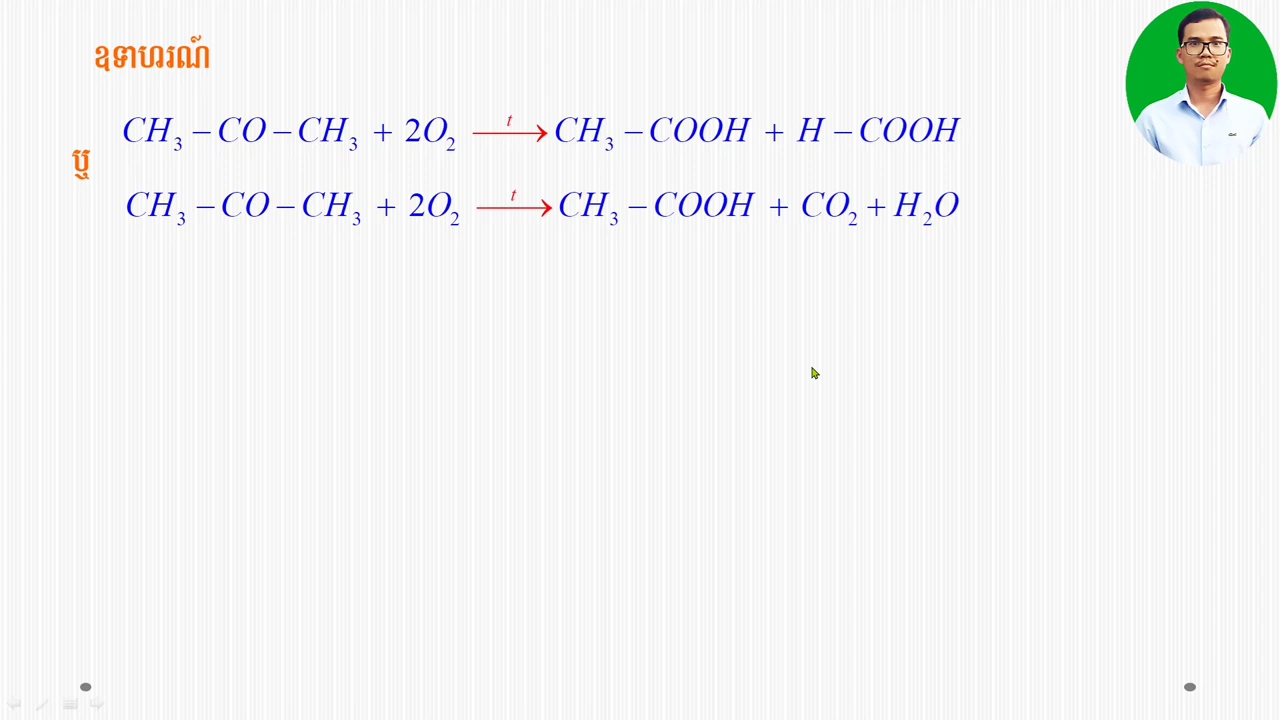 ឧទាហរណ៍
CH₃ – CO – CH₃ + 2O₂ —t→ CH₃ – COOH + H – COOH
ឬ
CH₃ – CO – CH₃ + 2O₂ —t→ CH₃ – COOH + CO₂ + H₂O